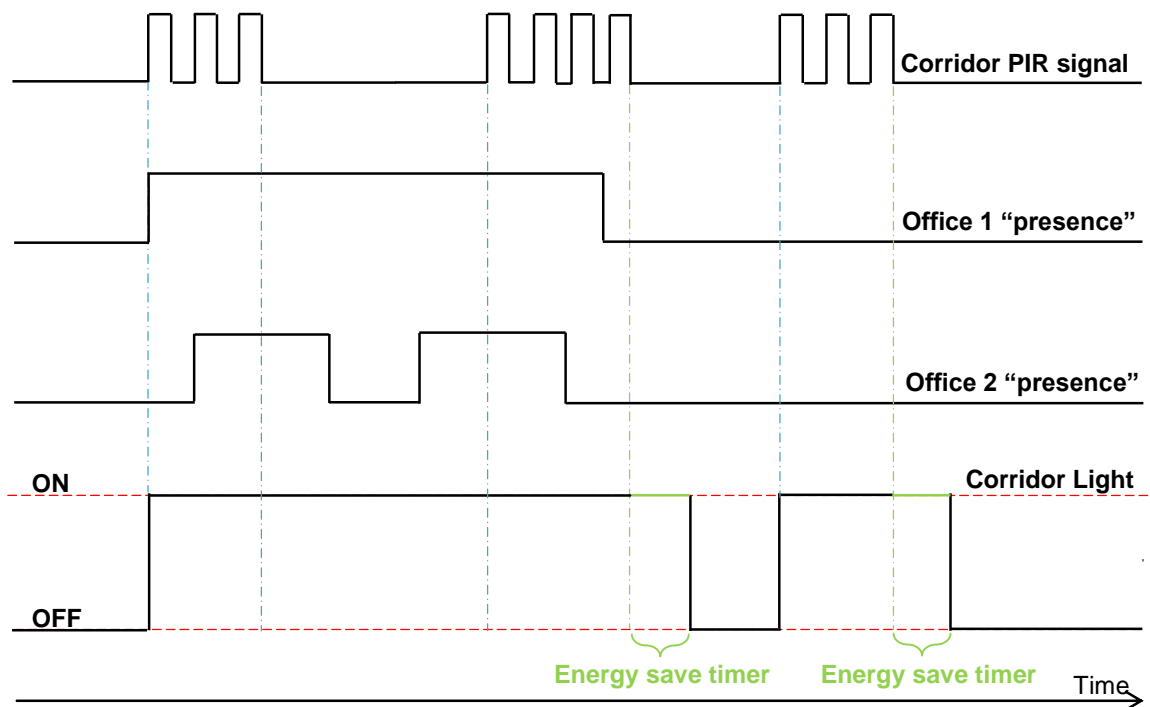 Corridor PIR signal
Office 1 “presence”
Office 2 “presence”
ON
Corridor Light
OFF
Energy save timer
Energy save timer
Time